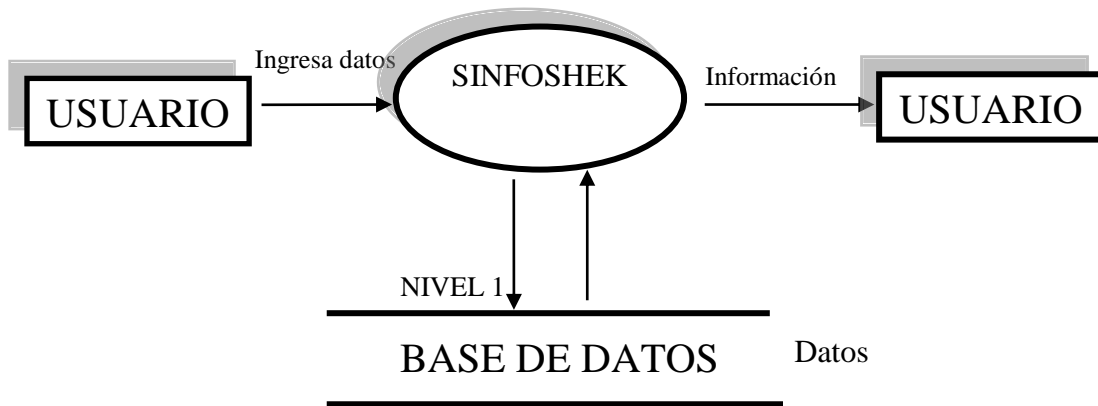 Ingresa datos
USUARIO
SINFOSHEK
Información
USUARIO
NIVEL 1
BASE DE DATOS
Datos